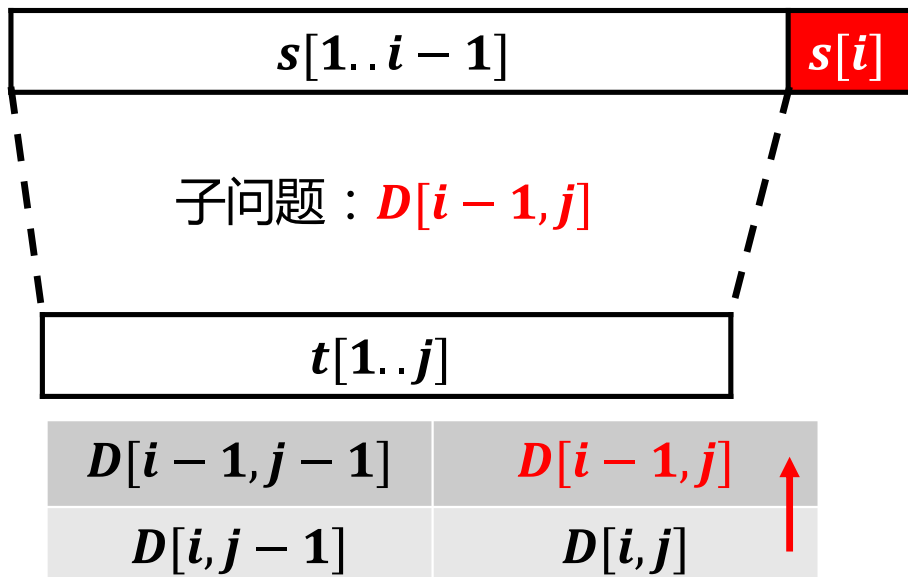 s[1..i − 1] s[i]
子问题：D[i − 1, j]
t[1..j]
D[i − 1, j − 1] D[i − 1, j]
D[i, j − 1] D[i, j]